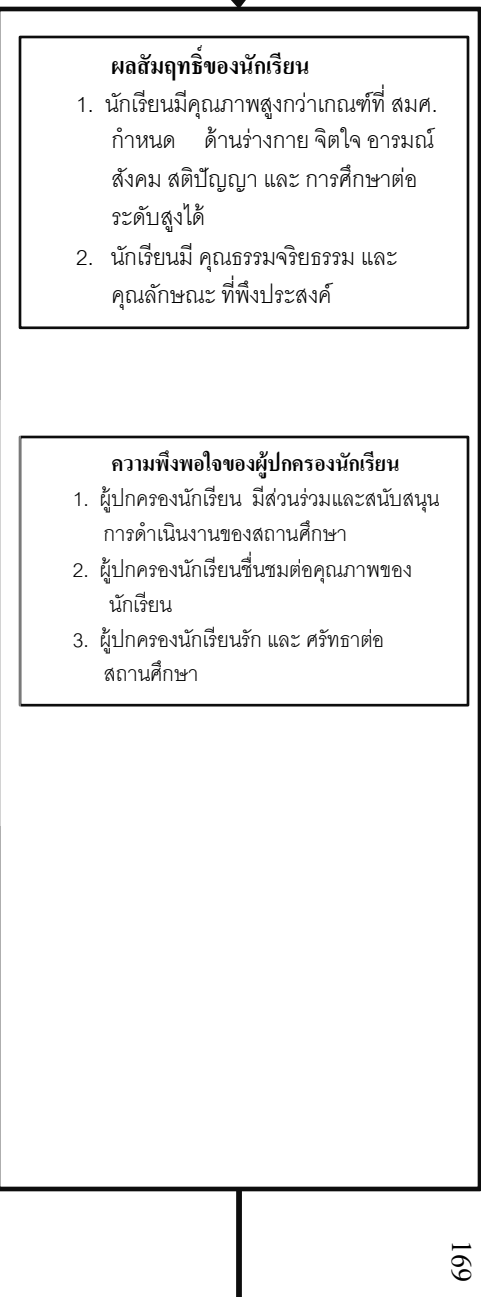 ผลสัมฤทธิ์ของนักเรียน
1. นักเรียนมีคุณภาพสูงกว่าเกณฑ์ที่ สมศ.
กำหนด ด้านร่างกาย จิตใจ อารมณ์
สังคม สติปัญญา และ การศึกษาต่อ
ระดับสูงได้
2. นักเรียนมี คุณธรรมจริยธรรม และ
คุณลักษณะ ที่พึงประสงค์
ความพึงพอใจของผู้ปกครองนักเรียน
1. ผู้ปกครองนักเรียน มีส่วนร่วมและสนับสนุน
การดำเนินงานของสถานศึกษา
2. ผู้ปกครองนักเรียนชื่นชมต่อคุณภาพของ
นักเรียน
3. ผู้ปกครองนักเรียนรัก และ ศรัทธาต่อ
สถานศึกษา
169